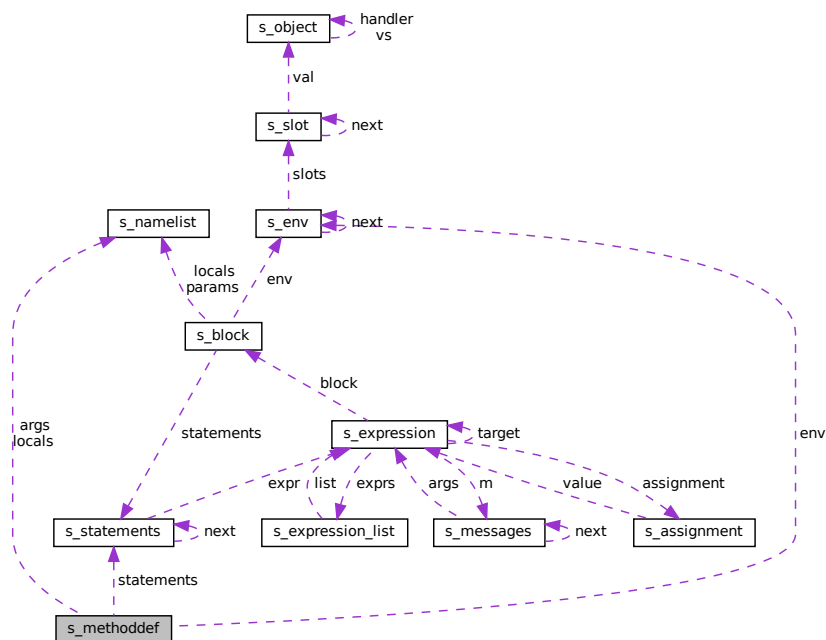 s_object
handler
vs
val
s_slot
next
slots
s_namelist
s_env
next
locals
params
env
s_block
block
args
locals
statements
s_expression
target
env
expr
list
exprs
args
m
value
assignment
s_statements
next
s_expression_list
s_messages
next
s_assignment
statements
s_methoddef